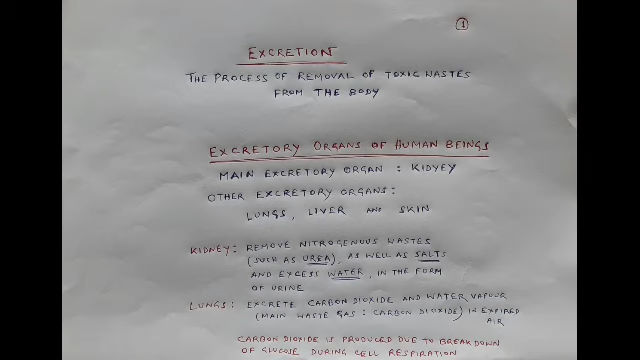 1
EXCRETION
THE PROCESS OF REMOVAL OF TOXIC WASTES
FROM THE BODY
EXCRETORY ORGANS OF HUMAN BEINGS
MAIN EXCRETORY ORGAN : KIDYEY
OTHER EXCRETORY ORGANS :
LUNGS, LIVER AND SKIN
KIDNEY : REMOVE NITROGENOUS WASTES
(SUCH AS UREA), AS WELL AS SALTS
AND EXCESS WATER, IN THE FORM
OF URINE
LUNGS : EXCRETE CARBON DIOXIDE AND WATER VAPOUR
(MAIN WASTE GAS : CARBON DIOXIDE) IN EXPIRED
AIR
CARBON DIOXIDE IS PRODUCED DUE TO BREAKDOWN
OF GLUCOSE DURING CELL RESPIRATION